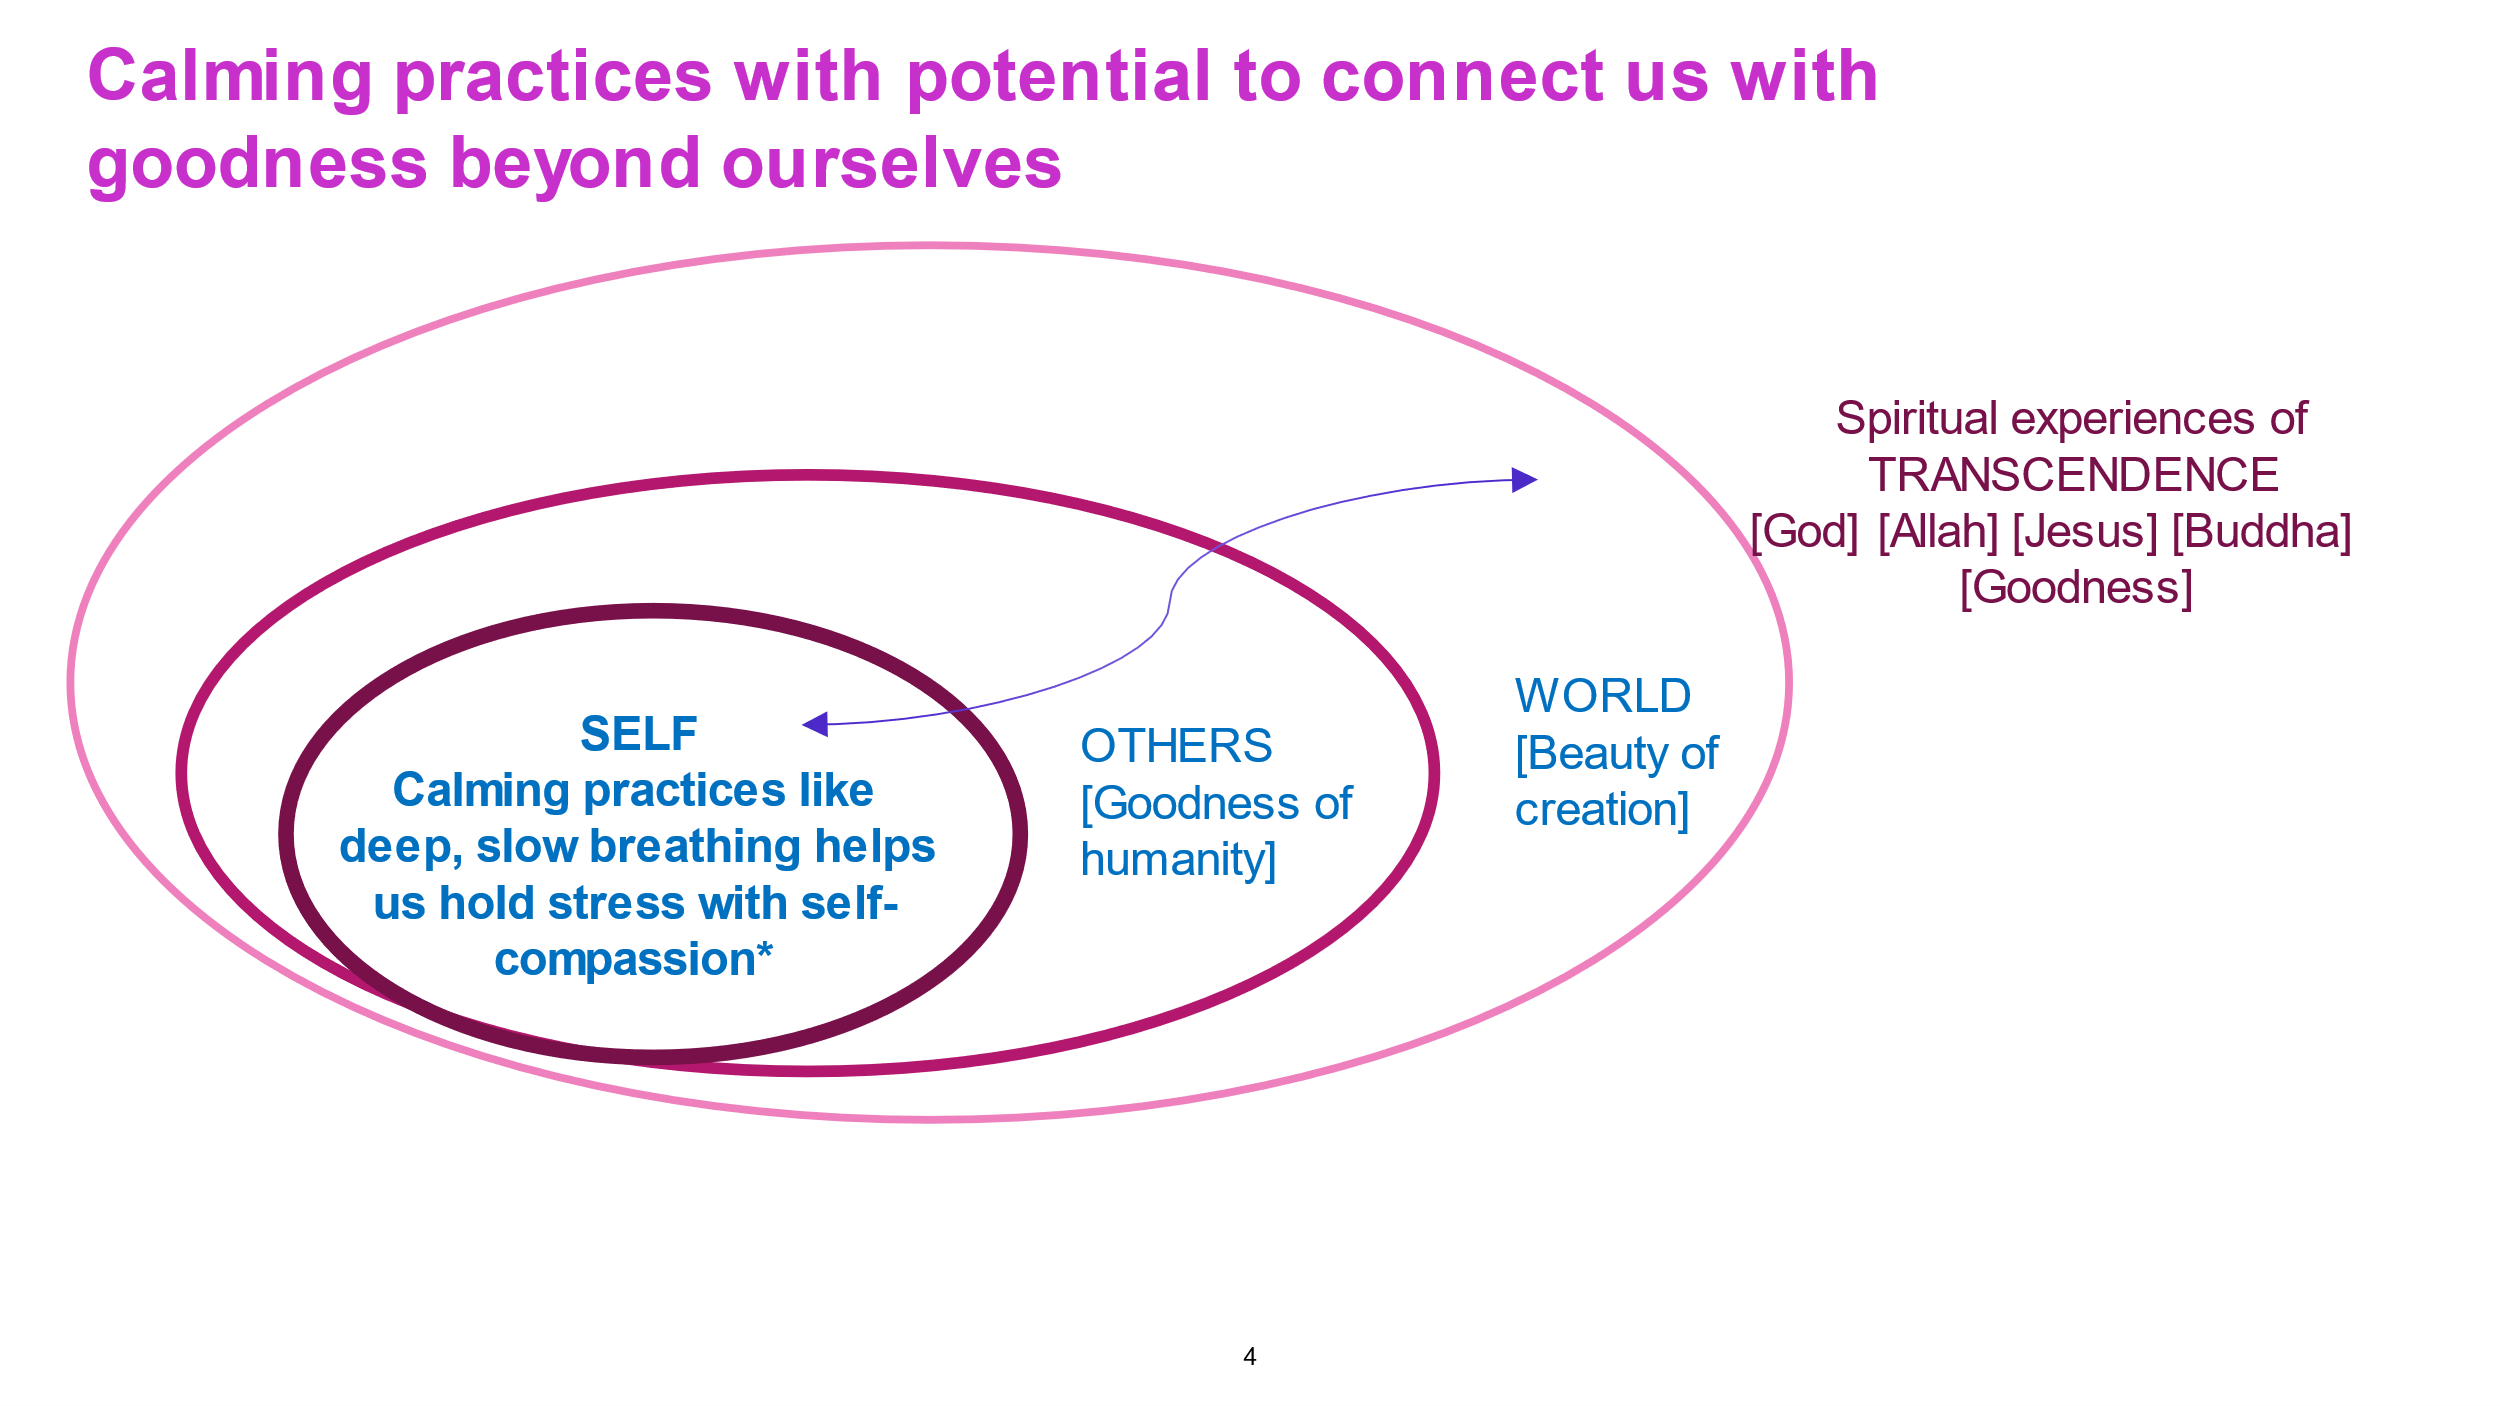 Calming practices with potential to connect us with
goodness beyond ourselves
Spiritual experiences of
TRANSCENDENCE
[God] [Allah] [Jesus] [Buddha]
[Goodness]
WORLD
[Beauty of
creation]
OTHERS
[Goodness of
humanity]
SELF
Calming practices like
deep, slow breathing helps
us hold stress with self-
compassion*
4